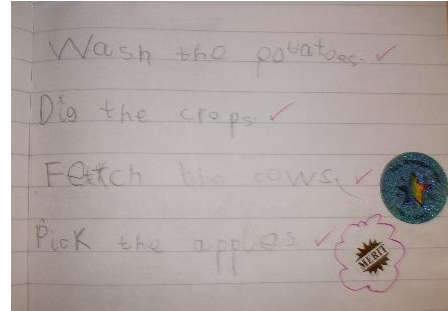 Wash the potatoes. ✓
Dig the crops. ✓
Fetch the cows. ✓
Pick the apples ✓
MERIT